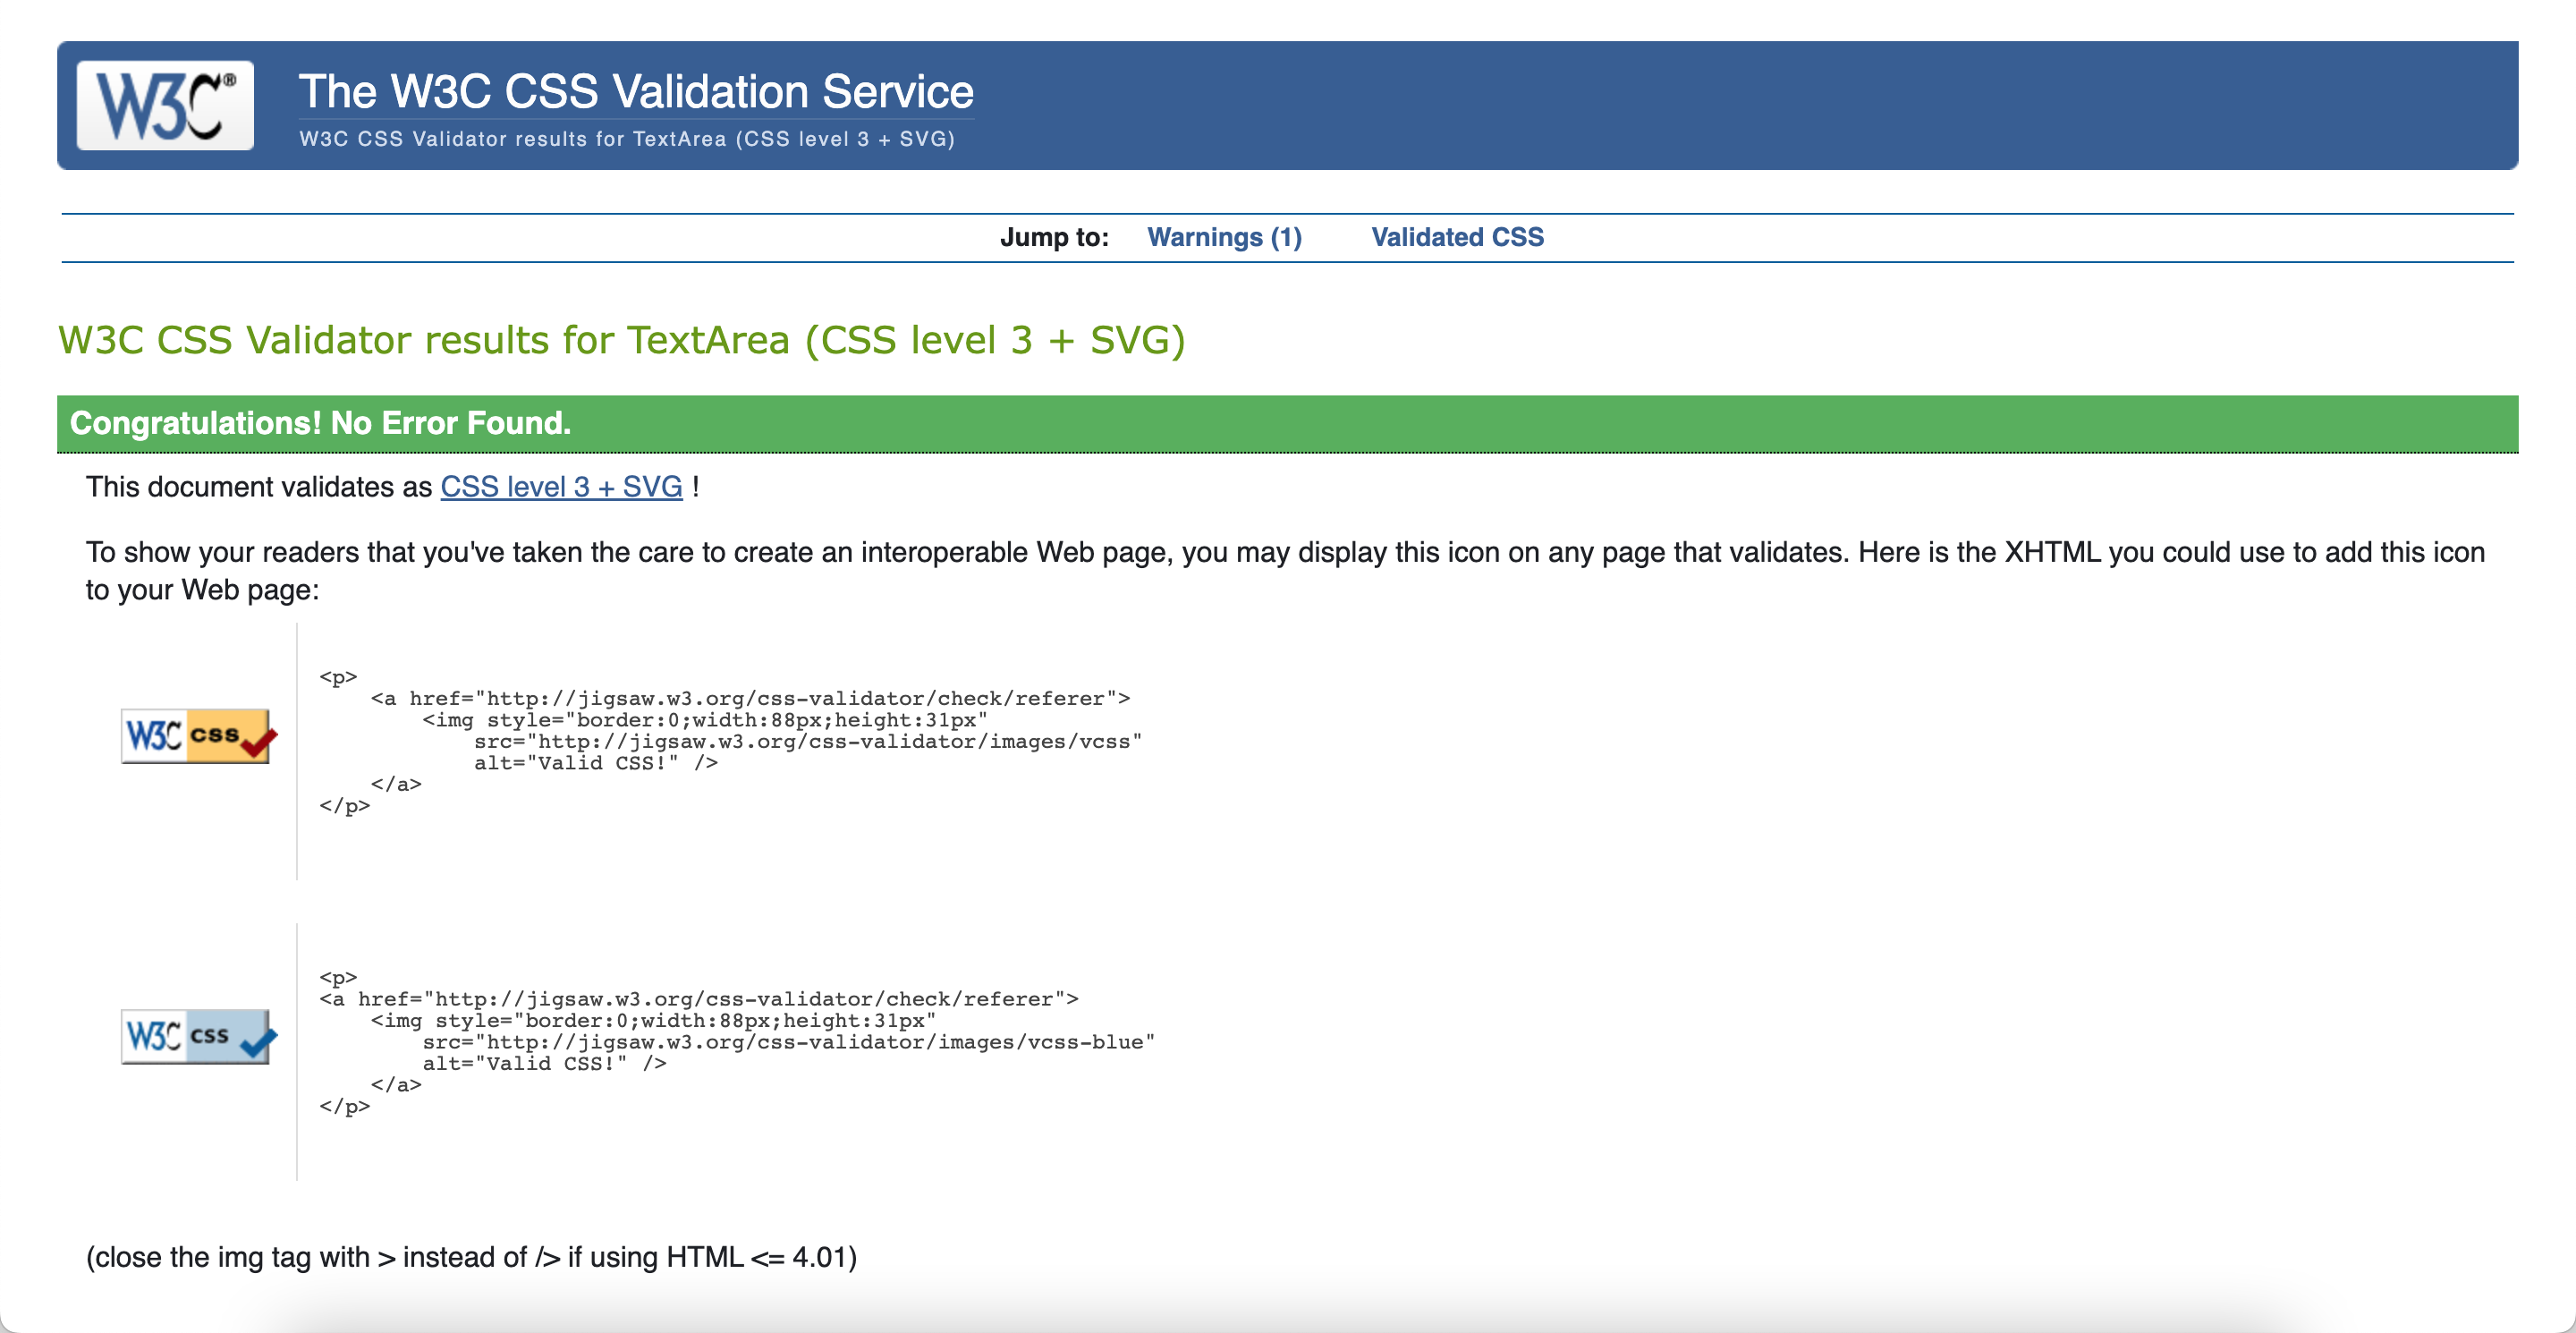 W3C®
The W3C CSS Validation Service
W3C CSS Validator results for TextArea (CSS level 3 + SVG)
Jump to: Warnings (1) Validated CSS
W3C CSS Validator results for TextArea (CSS level 3 + SVG)
Congratulations! No Error Found.
This document validates as CSS level 3 + SVG !
To show your readers that you've taken the care to create an interoperable Web page, you may display this icon on any page that validates. Here is the XHTML you could use to add this icon
to your Web page:
W3C css
<p>
    <a href="http://jigsaw.w3.org/css-validator/check/referer">
        <img style="border:0;width:88px;height:31px"
            src="http://jigsaw.w3.org/css-validator/images/vcss"
            alt="Valid CSS!" />
    </a>
</p>
W3C css
<p>
<a href="http://jigsaw.w3.org/css-validator/check/referer">
    <img style="border:0;width:88px;height:31px"
        src="http://jigsaw.w3.org/css-validator/images/vcss-blue"
        alt="Valid CSS!" />
    </a>
</p>
(close the img tag with > instead of /> if using HTML <= 4.01)